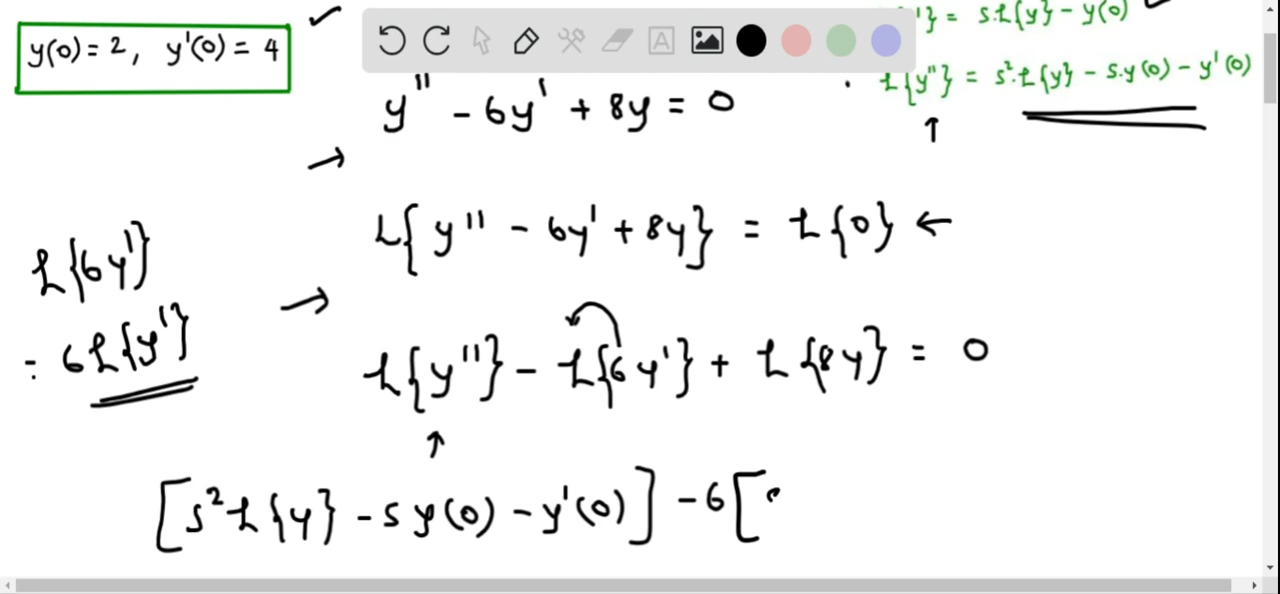 y(0) = 2, y'(0) = 4
'} = s.L{y} - y(0)
L{y''} = s².L{y} - s.y(0) - y'(0)
y'' - 6y' + 8y = 0
L{y'' - 6y' + 8y} = L{0} ←
L{6y'}
= 6L{y'}
L{y''} - L{6y'} + L{8y} = 0
[s²L{y} - sy(0) - y'(0)] - 6[